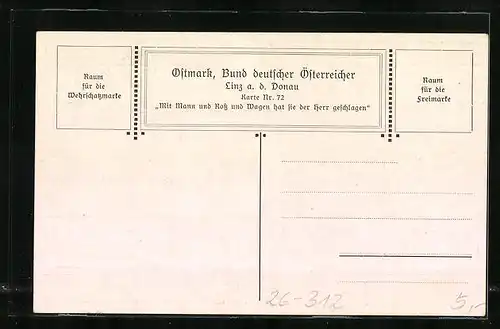 Raum
für die
Wehrschatzmarke
Ostmark, Bund deutscher Österreicher
Linz a. d. Donau
Karte Nr. 72
„Mit Mann und Roß und Wagen hat sie der Herr geschlagen“
Raum
für die
Freimarke
26-312
5,-